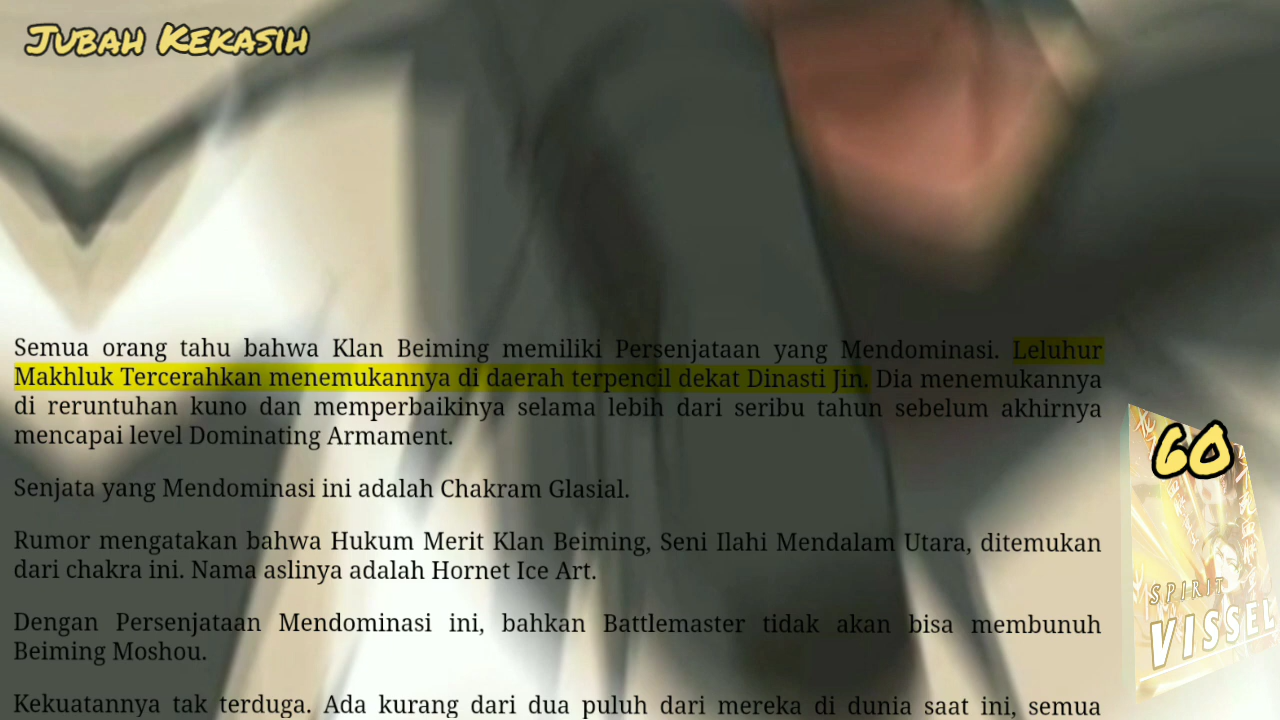 Jubah Kekasih
Semua orang tahu bahwa Klan Beiming memiliki Persenjataan yang Mendominasi. Leluhur
Makhluk Tercerahkan menemukannya di daerah terpencil dekat Dinasti Jin. Dia menemukannya
di reruntuhan kuno dan memperbaikinya selama lebih dari seribu tahun sebelum akhirnya
mencapai level Dominating Armament.
Senjata yang Mendominasi ini adalah Chakram Glasial.
Rumor mengatakan bahwa Hukum Merit Klan Beiming, Seni Ilahi Mendalam Utara, ditemukan
dari chakra ini. Nama aslinya adalah Hornet Ice Art.
Dengan Persenjataan Mendominasi ini, bahkan Battlemaster tidak akan bisa membunuh
Beiming Moshou.
Kekuatannya tak terduga. Ada kurang dari dua puluh dari mereka di dunia saat ini, semua
60
SPIRIT
VISSEL